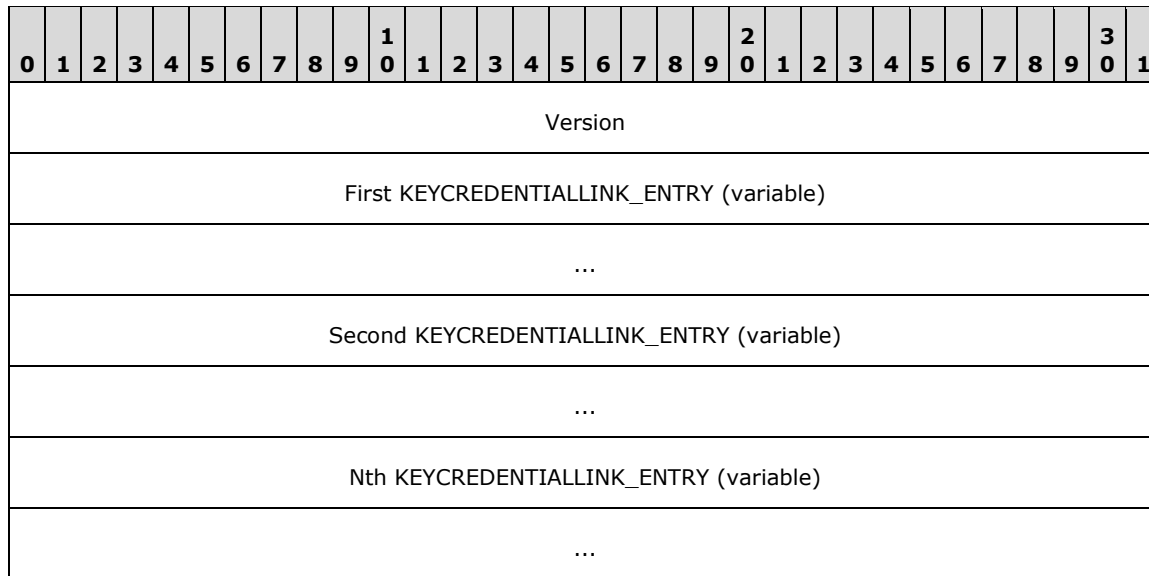 0 1 2 3 4 5 6 7 8 9 1 0 1 2 3 4 5 6 7 8 9 2 0 1 2 3 4 5 6 7 8 9 3 0 1
Version
First KEYCREDENTIALLINK_ENTRY (variable)
...
Second KEYCREDENTIALLINK_ENTRY (variable)
...
Nth KEYCREDENTIALLINK_ENTRY (variable)
...